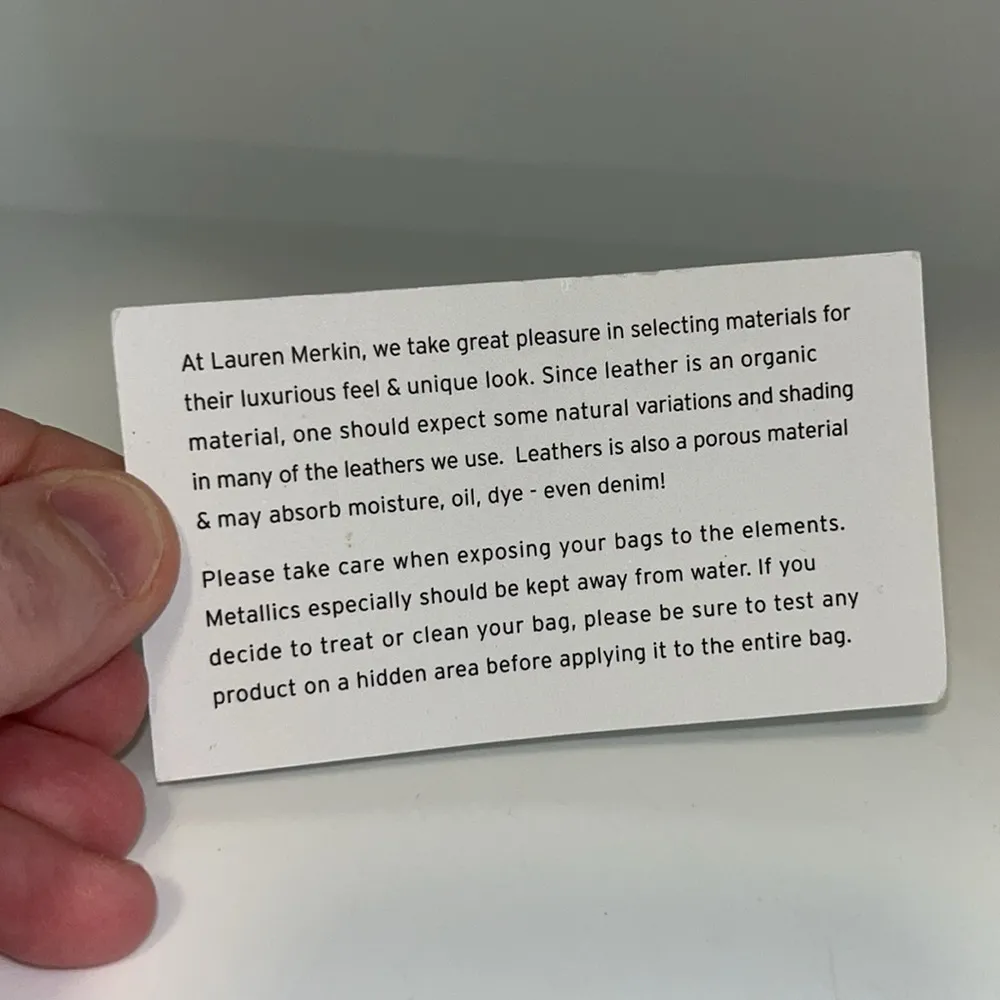 At Lauren Merkin, we take great pleasure in selecting materials for
their luxurious feel & unique look. Since leather is an organic
material, one should expect some natural variations and shading
in many of the leathers we use.  Leathers is also a porous material
& may absorb moisture, oil, dye - even denim!
Please take care when exposing your bags to the elements.
Metallics especially should be kept away from water. If you
decide to treat or clean your bag, please be sure to test any
product on a hidden area before applying it to the entire bag.